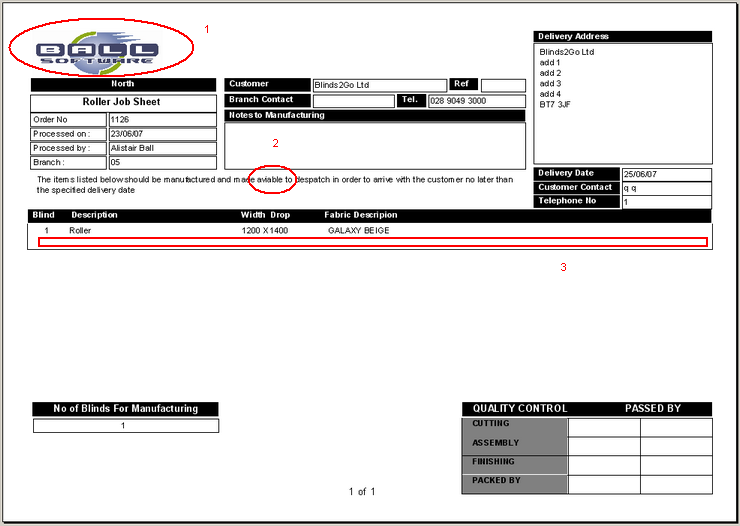 1
BALL
SOFTWARE
North
Roller Job Sheet
Order No 1126
Processed on : 23/06/07
Processed by : Alistair Ball
Branch : 05
Customer Blinds2Go Ltd Ref
Branch Contact Tel. 028 9049 3000
Notes to Manufacturing
2
Delivery Address
Blinds2Go Ltd
add 1
add 2
add 3
add 4
BT7 3JF
Delivery Date 25/06/07
Customer Contact q q
Telephone No 1
The items listed below should be manufactured and made aviable to despatch in order to arrive with the customer no later than
the specified delivery date
Blind Description Width Drop Fabric Descripion
1 Roller 1200 X 1400 GALAXY BEIGE
3
No of Blinds For Manufacturing
1
QUALITY CONTROL PASSED BY
CUTTING
ASSEMBLY
FINISHING
PACKED BY
1 of 1